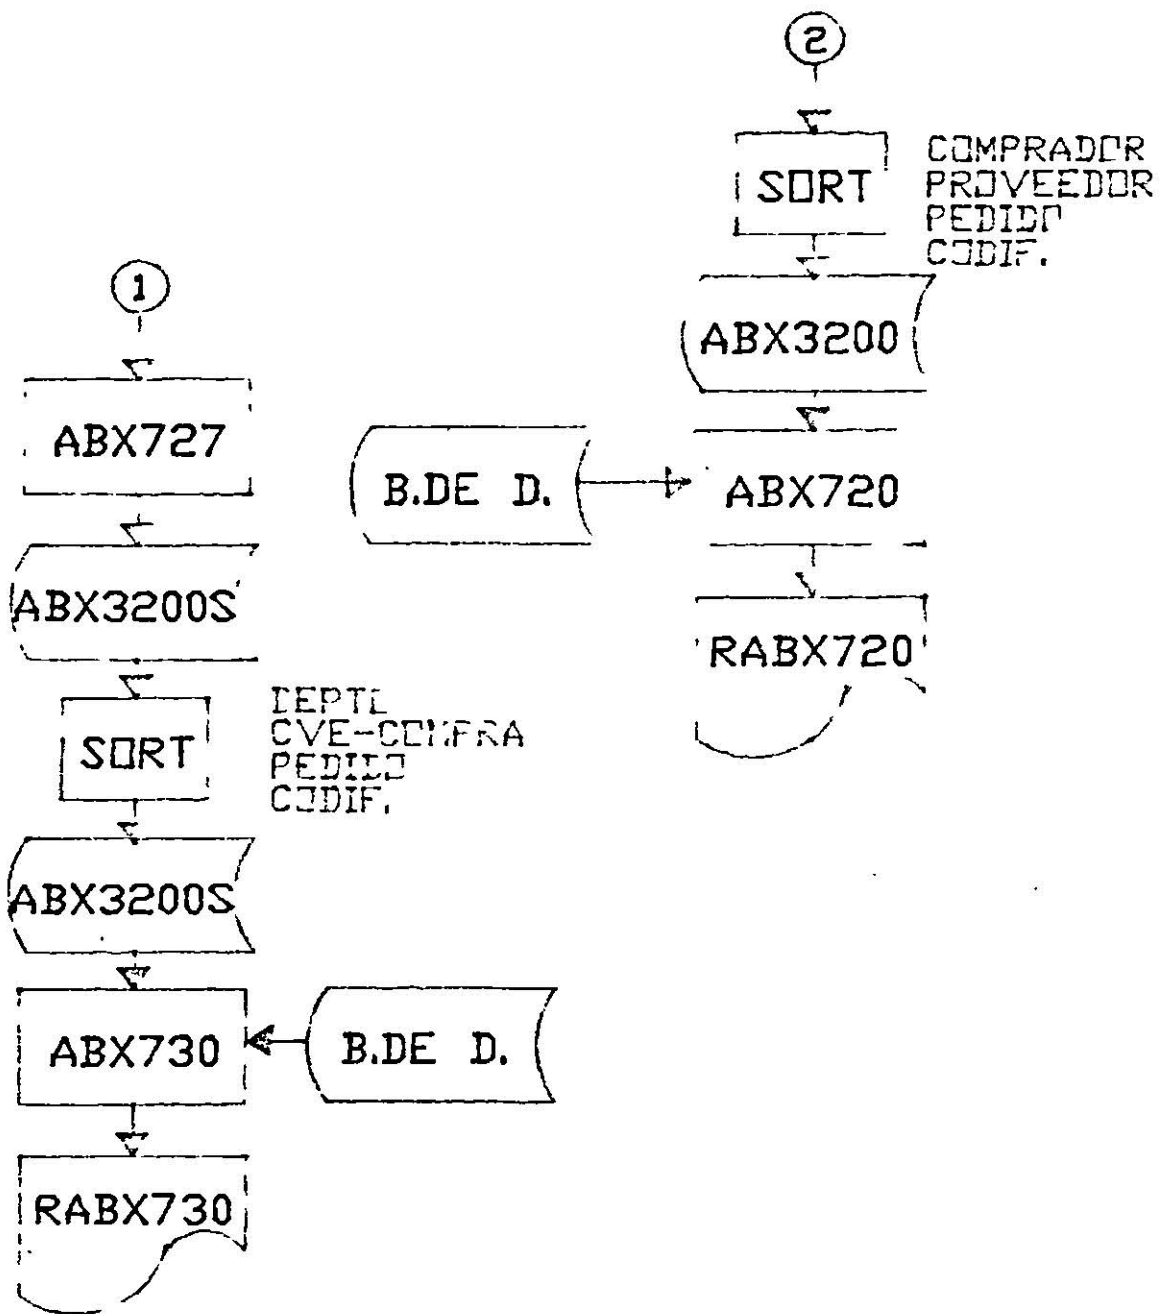 1
ABX727
ABX3200S
SORT
DEPTO
CVE-COMPRA
PEDIDO
CODIF.
ABX3200S
ABX730
B.DE D.
RABX730
2
SORT
COMPRADOR
PROVEEDOR
PEDIDO
CODIF.
ABX3200
B.DE D.
ABX720
RABX720